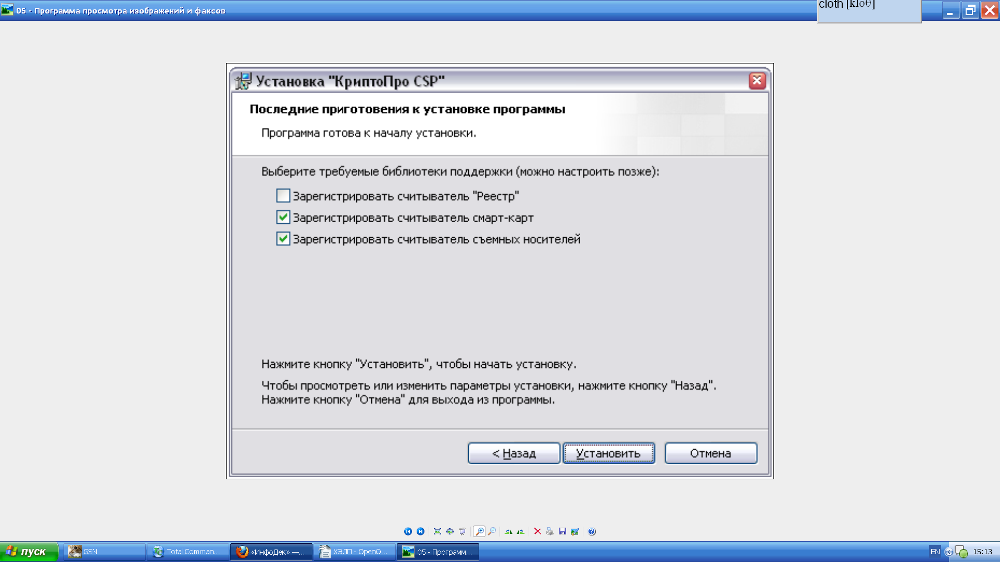 05 - Программа просмотра изображений и факсов
cloth [kloθ]
Установка "КриптоПро CSP"
Последние приготовения к установке программы
Программа готова к началу установки.
Выберите требуемые библиотеки поддержки (можно настроить позже):
Зарегистрировать считыватель "Реестр"
Зарегистрировать считыватель смарт-карт
Зарегистрировать считыватель съемных носителей
Нажмите кнопку "Установить", чтобы начать установку.
Чтобы просмотреть или изменить параметры установки, нажмите кнопку "Назад".
Нажмите кнопку "Отмена" для выхода из программы.
< Назад
Установить
Отмена
пуск
GSN
Total Comman...
«ИнфоДек» —...
ХЭЛП - OpenO...
05 - Программ...
EN
15:13